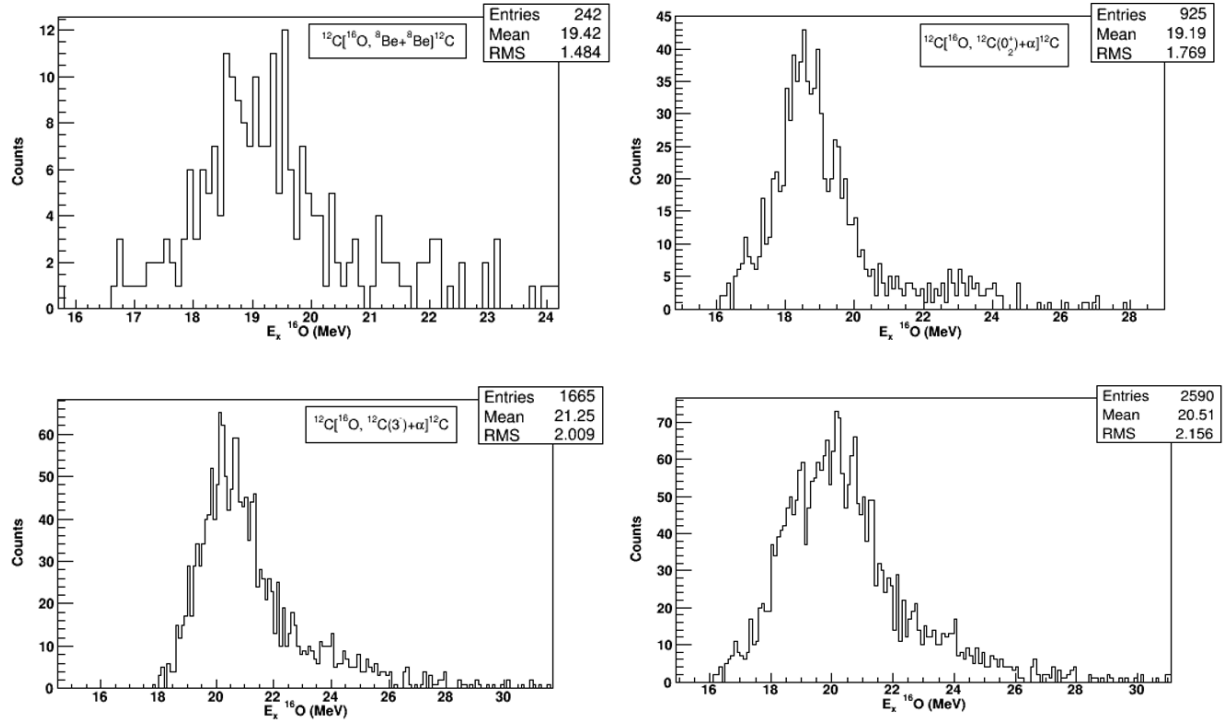 Entries 242
Mean 19.42
RMS 1.484
¹²C[¹⁶O, ⁸Be+⁸Be]¹²C
12
10
8
6
4
2
0
Counts
16 17 18 19 20 21 22 23 24
Eₓ ¹⁶O (MeV)
Entries 925
Mean 19.19
RMS 1.769
¹²C[¹⁶O, ¹²C(0⁺₂)+α]¹²C
45
40
35
30
25
20
15
10
5
0
Counts
16 18 20 22 24 26 28
Eₓ ¹⁶O (MeV)
Entries 1665
Mean 21.25
RMS 2.009
¹²C[¹⁶O, ¹²C(3⁻)+α]¹²C
60
50
40
30
20
10
0
Counts
16 18 20 22 24 26 28 30
Eₓ ¹⁶O (MeV)
Entries 2590
Mean 20.51
RMS 2.156
70
60
50
40
30
20
10
0
Counts
16 18 20 22 24 26 28 30
Eₓ ¹⁶O (MeV)